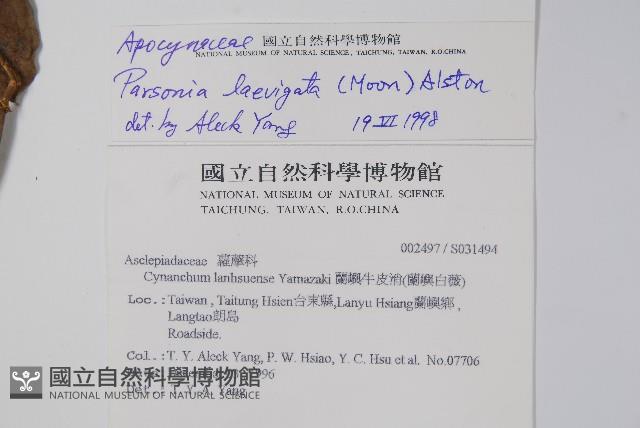 Apocynaceae 國立自然科學博物館
NATIONAL MUSEUM OF NATURAL SCIENCE, TAICHUNG, TAIWAN, R.O.CHINA
Parsonia laevigata (Moon) Alston
det. by Aleck Yang 19 VI 1998
國立自然科學博物館
NATIONAL MUSEUM OF NATURAL SCIENCE
TAICHUNG, TAIWAN, R.O.CHINA
002497 / S031494
Asclepiadaceae 蘿藦科
Cynanchum lanhsuense Yamazaki 蘭嶼牛皮消(蘭嶼白薇)
Loc.: Taiwan , Taitung Hsien台東縣,Lanyu Hsiang蘭嶼鄉 ,
Langtao朗島
Roadside.
Col.: T. Y. Aleck Yang, P. W. Hsiao, Y. C. Hsu et al. No.07706
Det.: T. Y. A. Yang
國立自然科學博物館
NATIONAL MUSEUM OF NATURAL SCIENCE